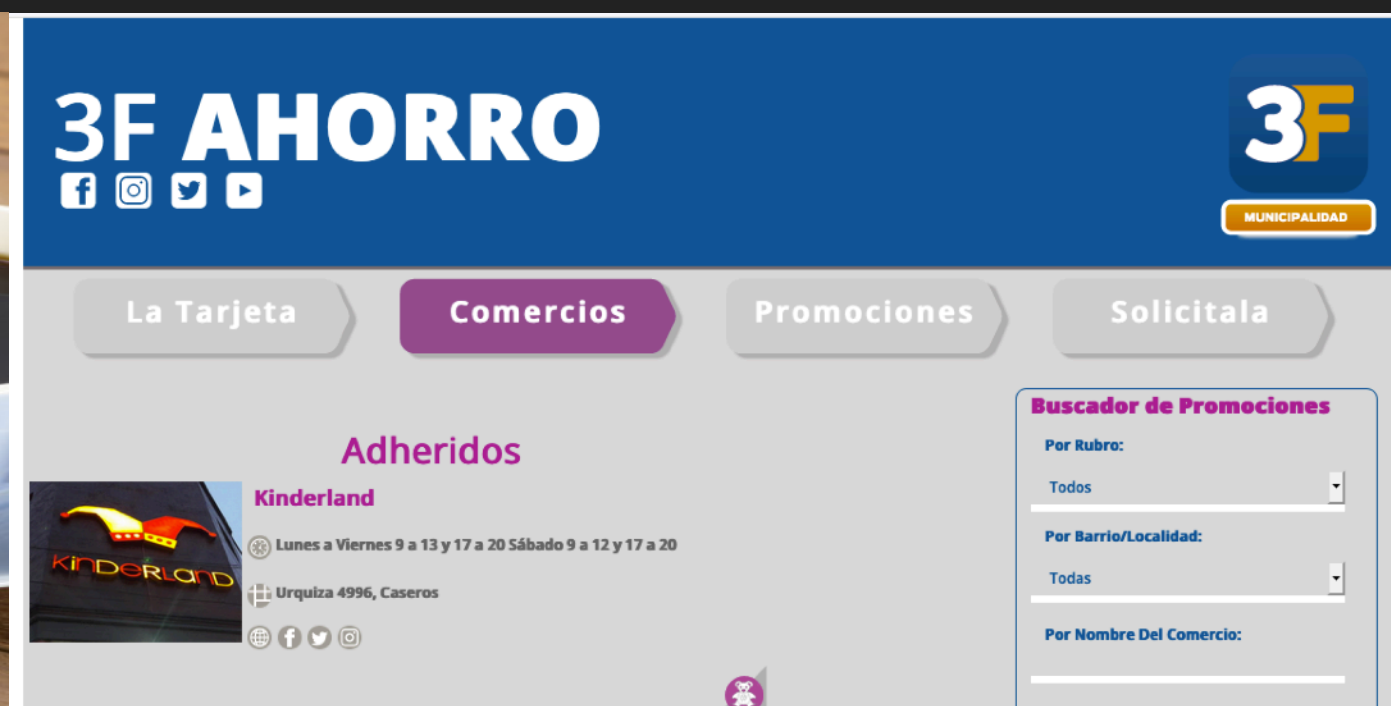 3F AHORRO
3F
MUNICIPALIDAD
La Tarjeta
Comercios
Promociones
Solicitala
Adheridos
KINDERLAND
Kinderland
Lunes a Viernes 9 a 13 y 17 a 20 Sábado 9 a 12 y 17 a 20
Urquiza 4996, Caseros
Buscador de Promociones
Por Rubro:
Todos
Por Barrio/Localidad:
Todas
Por Nombre Del Comercio: